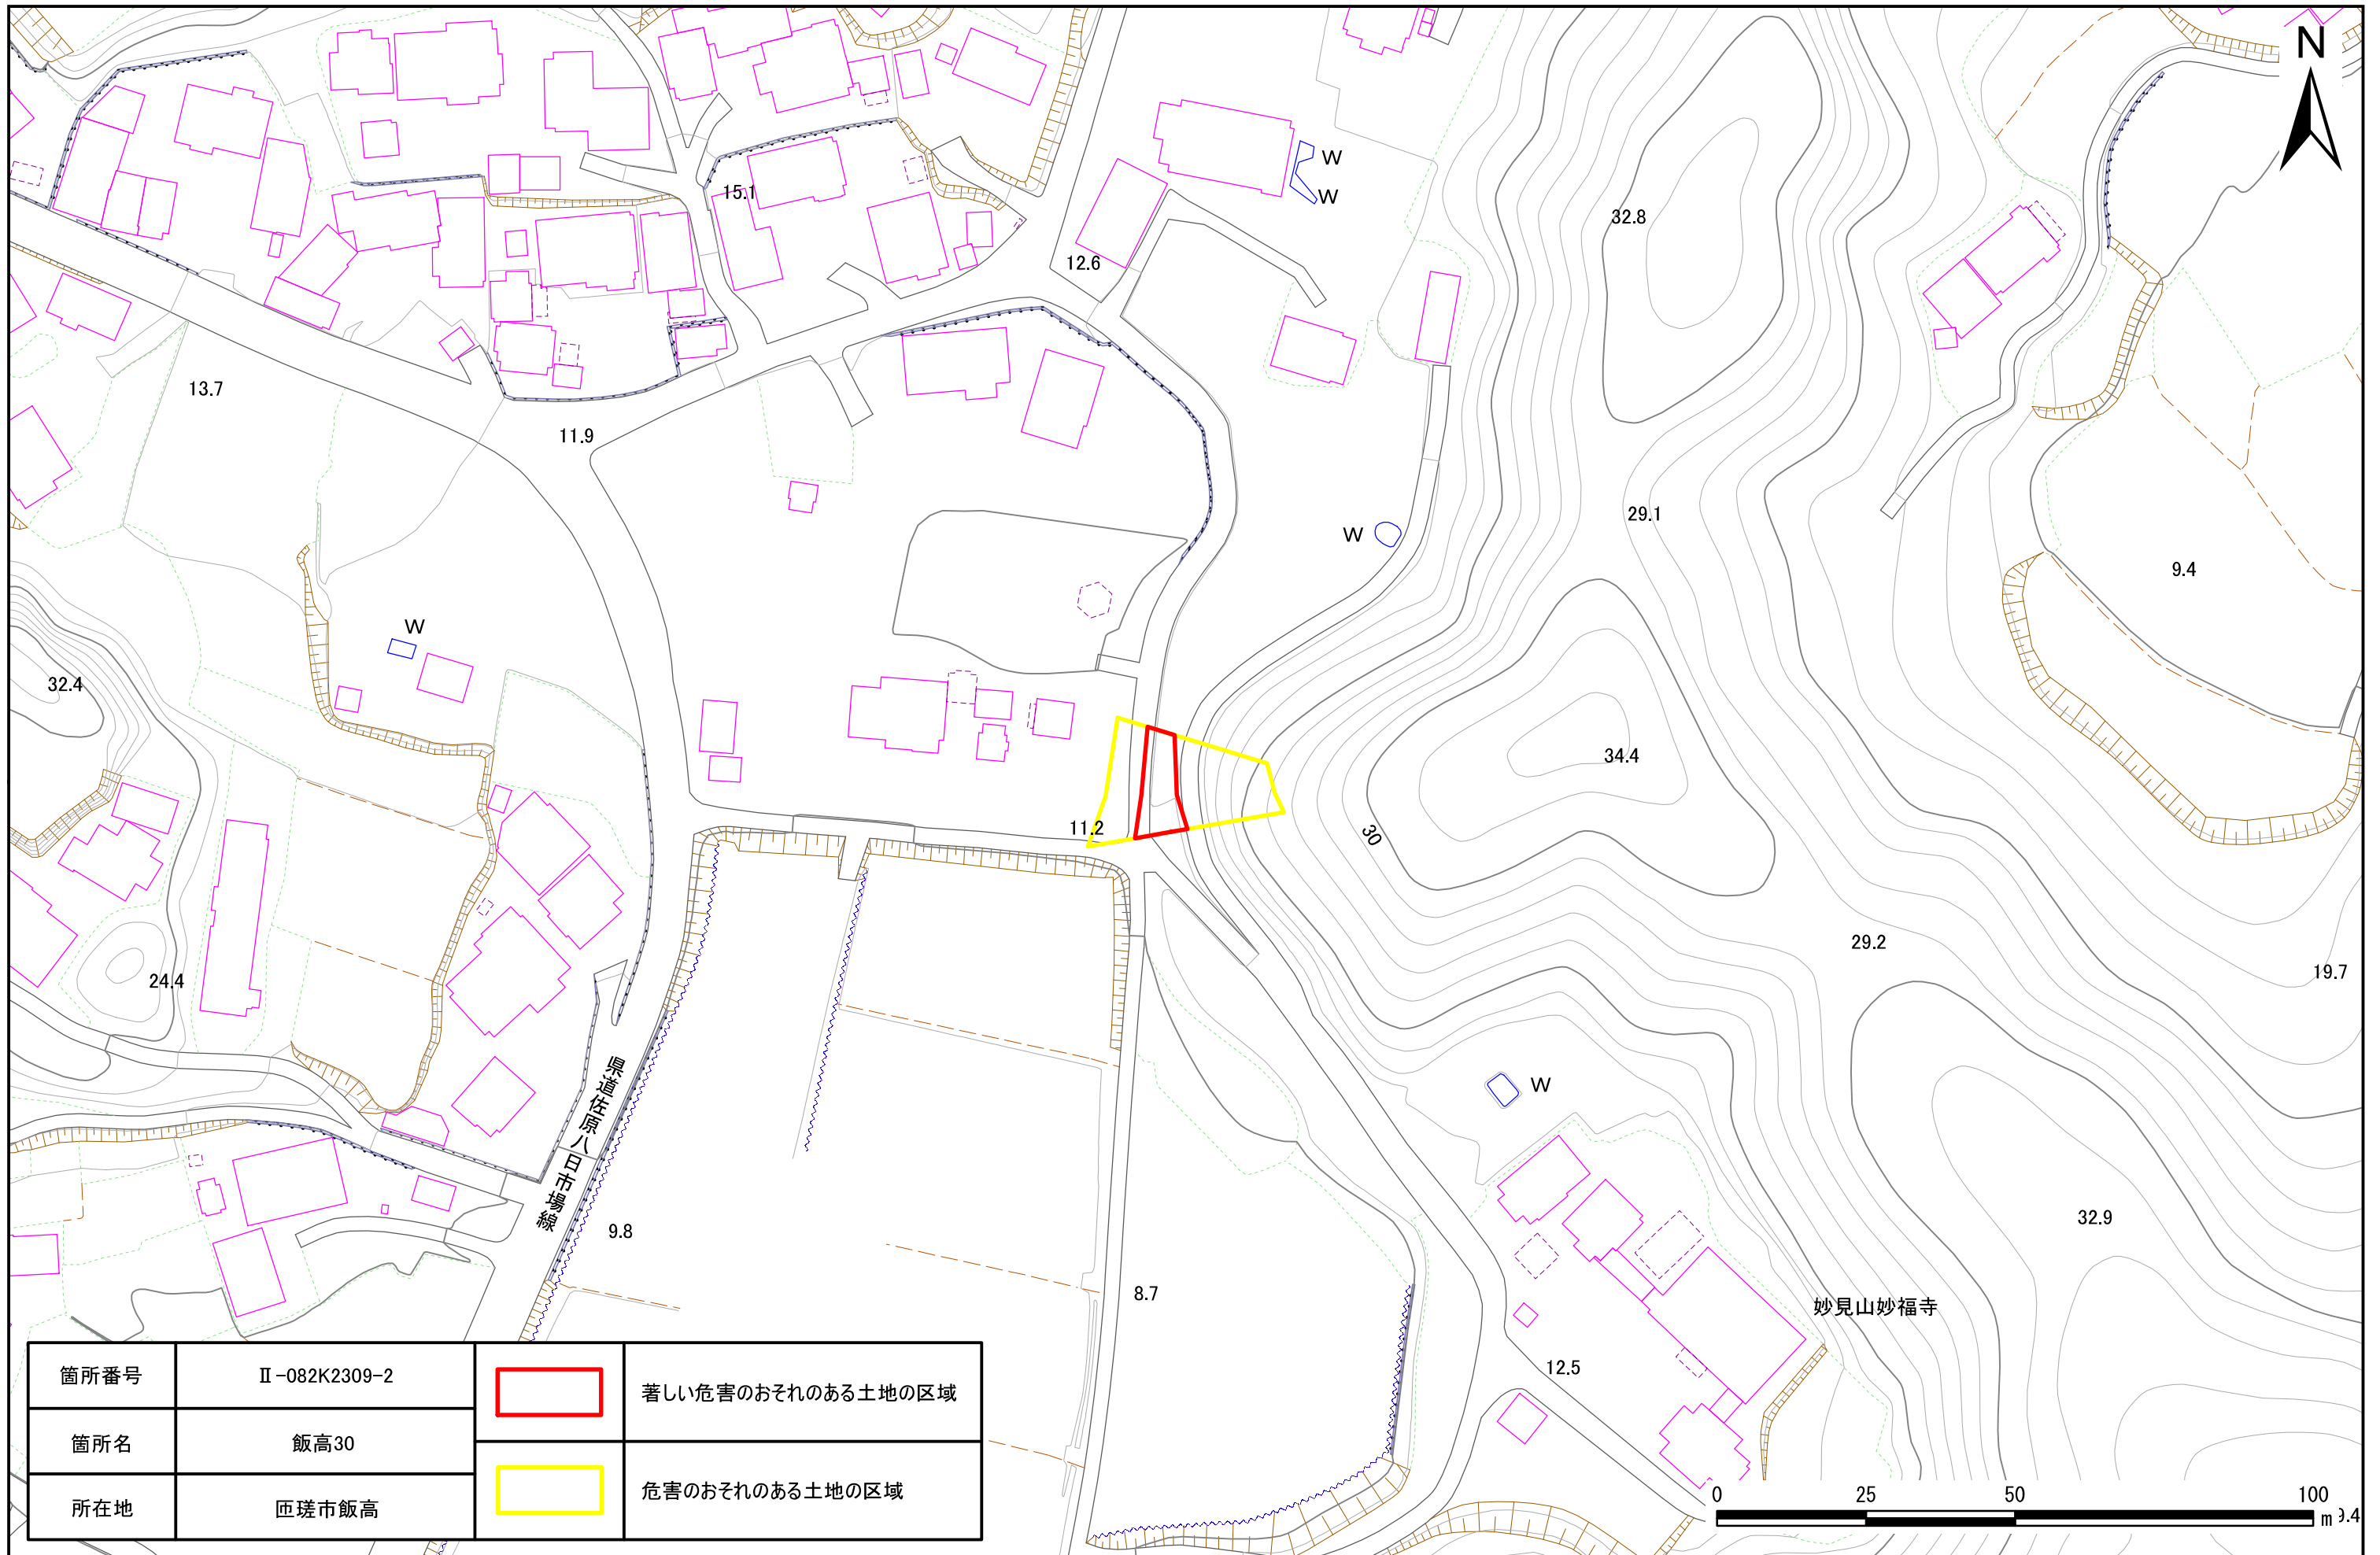 N
W
W
15.1
32.8
12.6
13.7
11.9
29.1
W
9.4
W
32.4
34.4
11.2
30
29.2
19.7
24.4
県道佐原八日市場線
W
9.8
32.9
8.7
妙見山妙福寺
12.5
箇所番号 Ⅱ-082K2309-2
箇所名 飯高30
所在地 匝瑳市飯高
著しい危害のおそれのある土地の区域
危害のおそれのある土地の区域
0 25 50 100
m
9.4